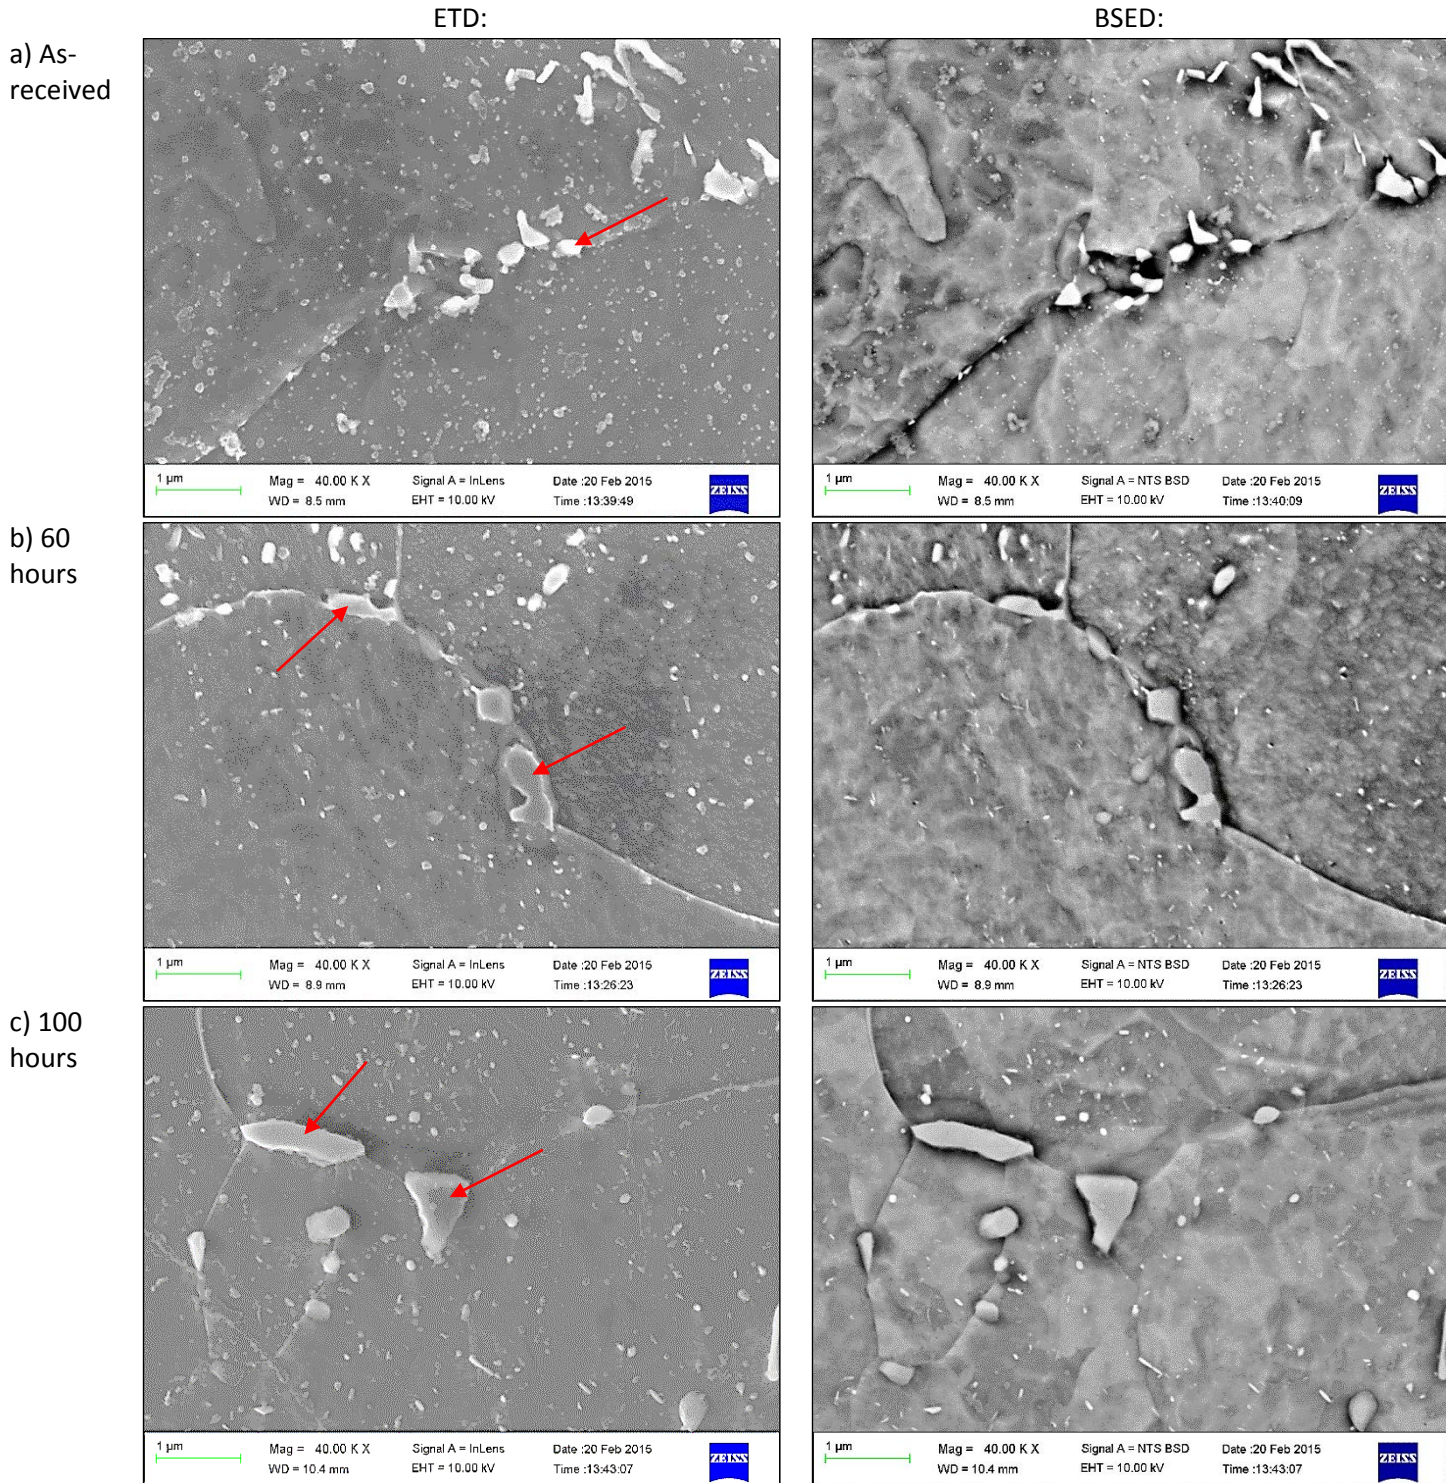 ETD:
BSED:
a) As-
received
1 µm
Mag = 40.00 K X
Signal A = InLens
Date :20 Feb 2015
ZEISS
WD = 8.5 mm
EHT = 10.00 kV
Time :13:39:49
1 µm
Mag = 40.00 K X
Signal A = NTS BSD
Date :20 Feb 2015
ZEISS
WD = 8.5 mm
EHT = 10.00 kV
Time :13:40:09
b) 60
hours
1 µm
Mag = 40.00 K X
Signal A = InLens
Date :20 Feb 2015
ZEISS
WD = 8.9 mm
EHT = 10.00 kV
Time :13:26:23
1 µm
Mag = 40.00 K X
Signal A = NTS BSD
Date :20 Feb 2015
ZEISS
WD = 8.9 mm
EHT = 10.00 kV
Time :13:26:23
c) 100
hours
1 µm
Mag = 40.00 K X
Signal A = InLens
Date :20 Feb 2015
ZEISS
WD = 10.4 mm
EHT = 10.00 kV
Time :13:43:07
1 µm
Mag = 40.00 K X
Signal A = NTS BSD
Date :20 Feb 2015
ZEISS
WD = 10.4 mm
EHT = 10.00 kV
Time :13:43:07